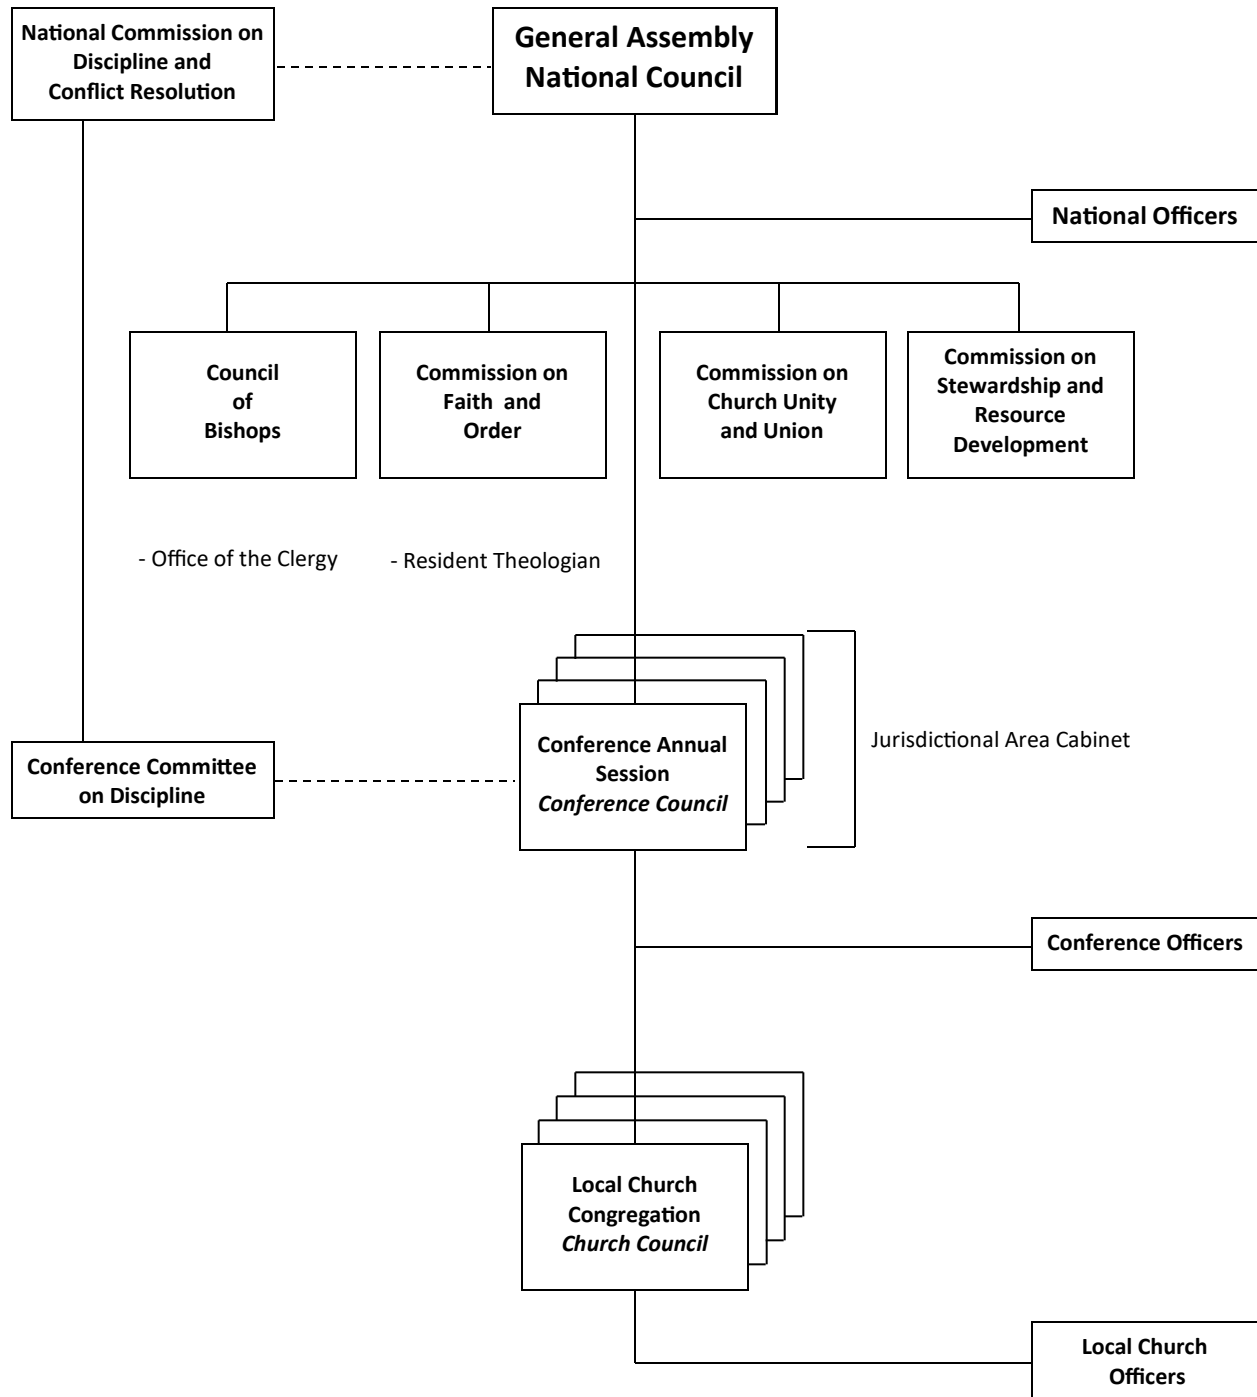 National Commission on
Discipline and
Conflict Resolution
General Assembly
National Council
National Officers
Council
of
Bishops
Commission on
Faith and
Order
Commission on
Church Unity
and Union
Commission on
Stewardship and
Resource
Development
- Office of the Clergy
- Resident Theologian
Conference Committee
on Discipline
Conference Annual
Session
Conference Council
Jurisdictional Area Cabinet
Conference Officers
Local Church
Congregation
Church Council
Local Church
Officers